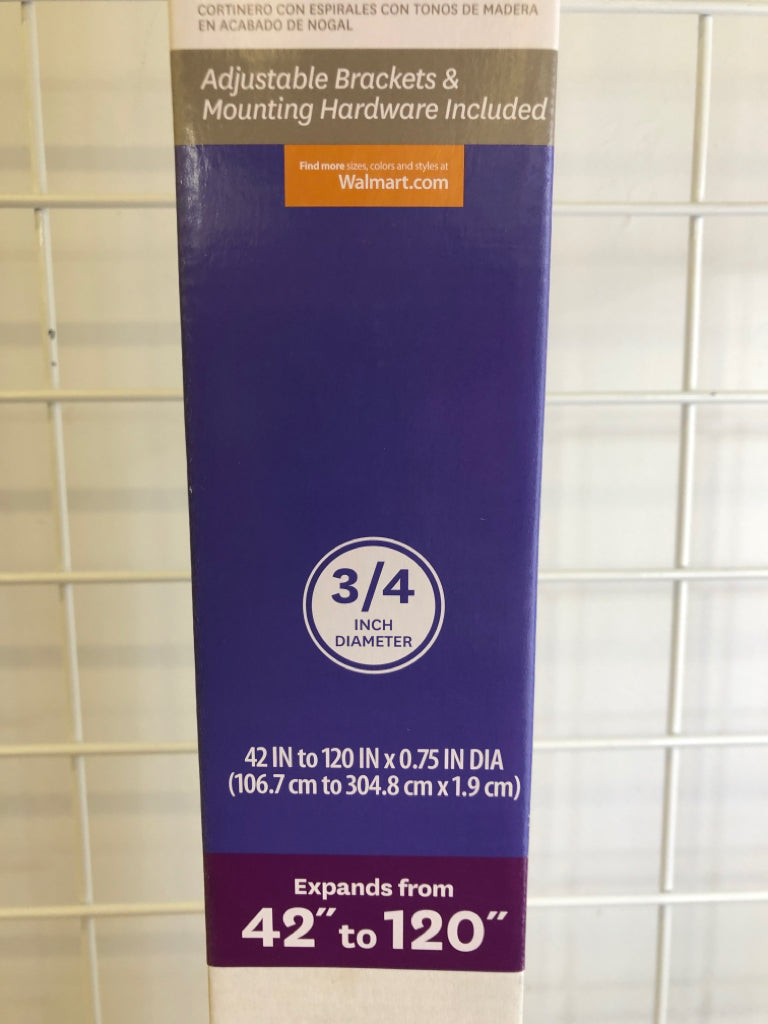 CORTINERO CON ESPIRALES CON TONOS DE MADERA
EN ACABADO DE NOGAL
Adjustable Brackets &
Mounting Hardware Included
Find more sizes, colors and styles at
Walmart.com
3/4
INCH
DIAMETER
42 IN to 120 IN x 0.75 IN DIA
(106.7 cm to 304.8 cm x 1.9 cm)
Expands from
42” to 120”